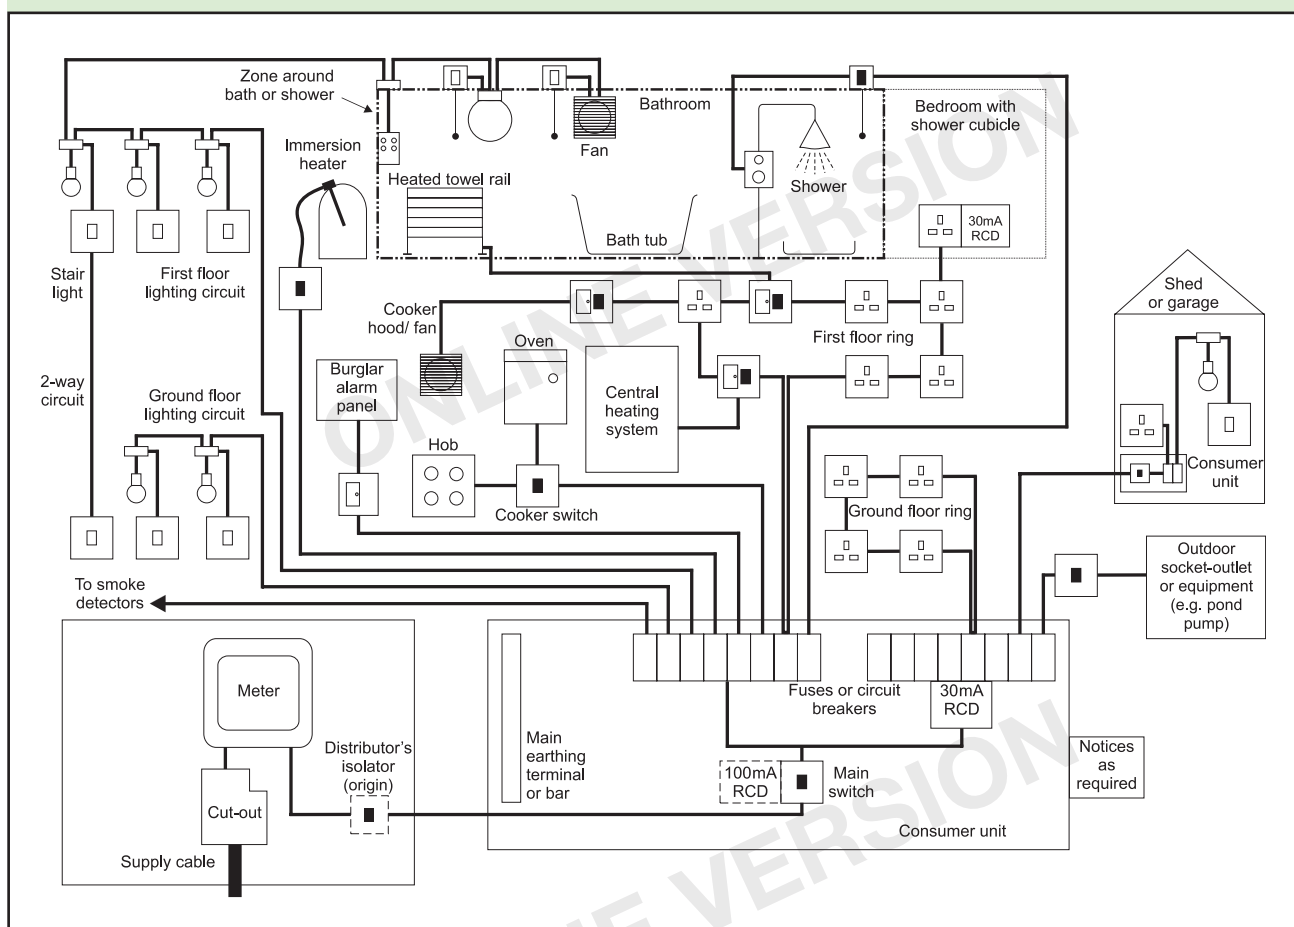 Zone around
bath or shower
Bathroom
Bedroom with
shower cubicle
Immersion
heater
Fan
Heated towel rail
Shower
Bath tub
30mA
RCD
Stair
light
First floor
lighting circuit
Cooker
hood/ fan
First floor ring
Shed
or garage
Oven
Burglar
alarm
panel
Central
heating
system
2-way
circuit
Ground floor
lighting circuit
Hob
Cooker switch
Ground floor ring
Consumer
unit
Outdoor
socket-outlet
or equipment
(e.g. pond
pump)
To smoke
detectors
Meter
Distributor's
isolator
(origin)
Cut-out
Supply cable
Main
earthing
terminal
or bar
Fuses or circuit
breakers
30mA
RCD
100mA
RCD
Main
switch
Consumer unit
Notices
as
required
ONLINE VERSION
NE VERSION